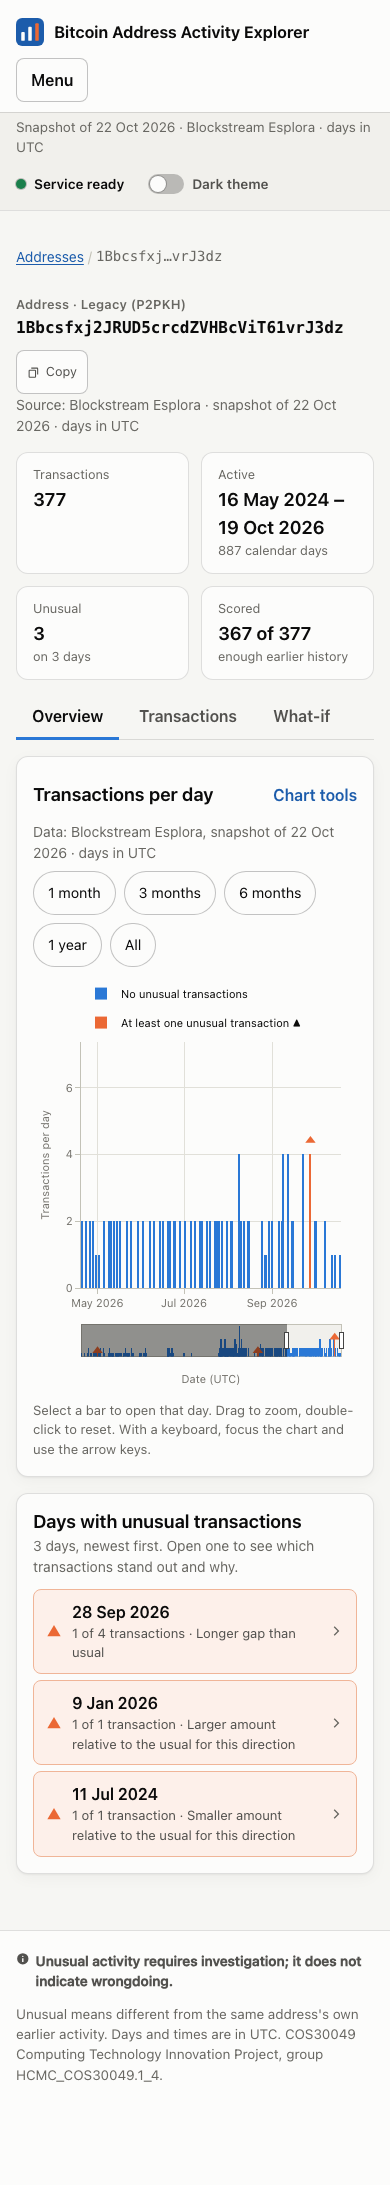 Bitcoin Address Activity Explorer
Menu
Snapshot of 22 Oct 2026 · Blockstream Esplora · days in
UTC
Service ready
Dark theme
Addresses / 1Bbcsfxj…vrJ3dz
Address · Legacy (P2PKH)
1Bbcsfxj2JRUD5crcdZVHBcViT61vrJ3dz
Copy
Source: Blockstream Esplora · snapshot of 22 Oct
2026 · days in UTC
Transactions
377
Active
16 May 2024 –
19 Oct 2026
887 calendar days
Unusual
3
on 3 days
Scored
367 of 377
enough earlier history
Overview
Transactions
What-if
Transactions per day
Chart tools
Data: Blockstream Esplora, snapshot of 22 Oct
2026 · days in UTC
1 month
3 months
6 months
1 year
All
No unusual transactions
At least one unusual transaction ▲
Transactions per day
6
4
2
0
May 2026
Jul 2026
Sep 2026
Date (UTC)
Select a bar to open that day. Drag to zoom, double-
click to reset. With a keyboard, focus the chart and
use the arrow keys.
Days with unusual transactions
3 days, newest first. Open one to see which
transactions stand out and why.
28 Sep 2026
1 of 4 transactions · Longer gap than
usual
9 Jan 2026
1 of 1 transaction · Larger amount
relative to the usual for this direction
11 Jul 2024
1 of 1 transaction · Smaller amount
relative to the usual for this direction
Unusual activity requires investigation; it does not
indicate wrongdoing.
Unusual means different from the same address's own
earlier activity. Days and times are in UTC. COS30049
Computing Technology Innovation Project, group
HCMC_COS30049.1_4.